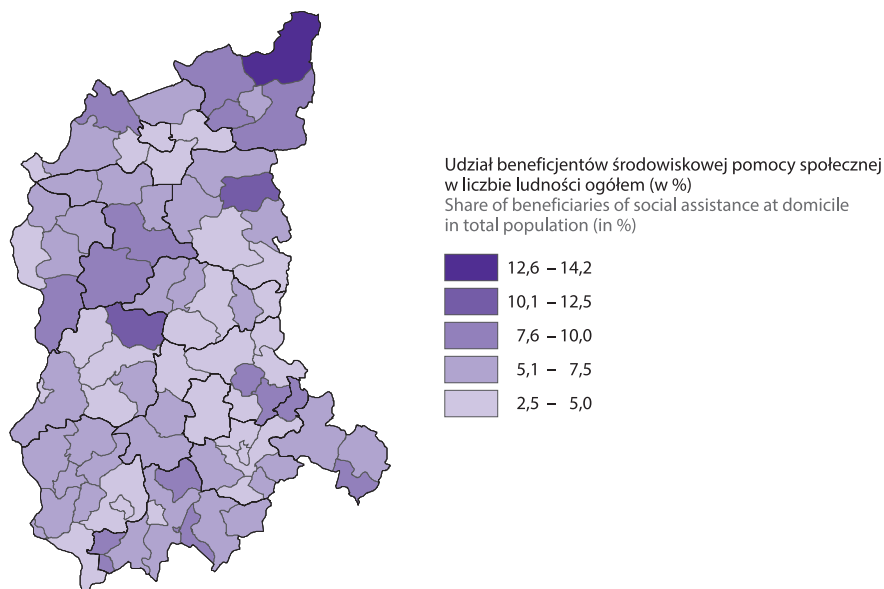 Udział beneficjentów środowiskowej pomocy społecznej
w liczbie ludności ogółem (w %)
Share of beneficiaries of social assistance at domicile
in total population (in %)
12,6 – 14,2
10,1 – 12,5
7,6 – 10,0
5,1 – 7,5
2,5 – 5,0